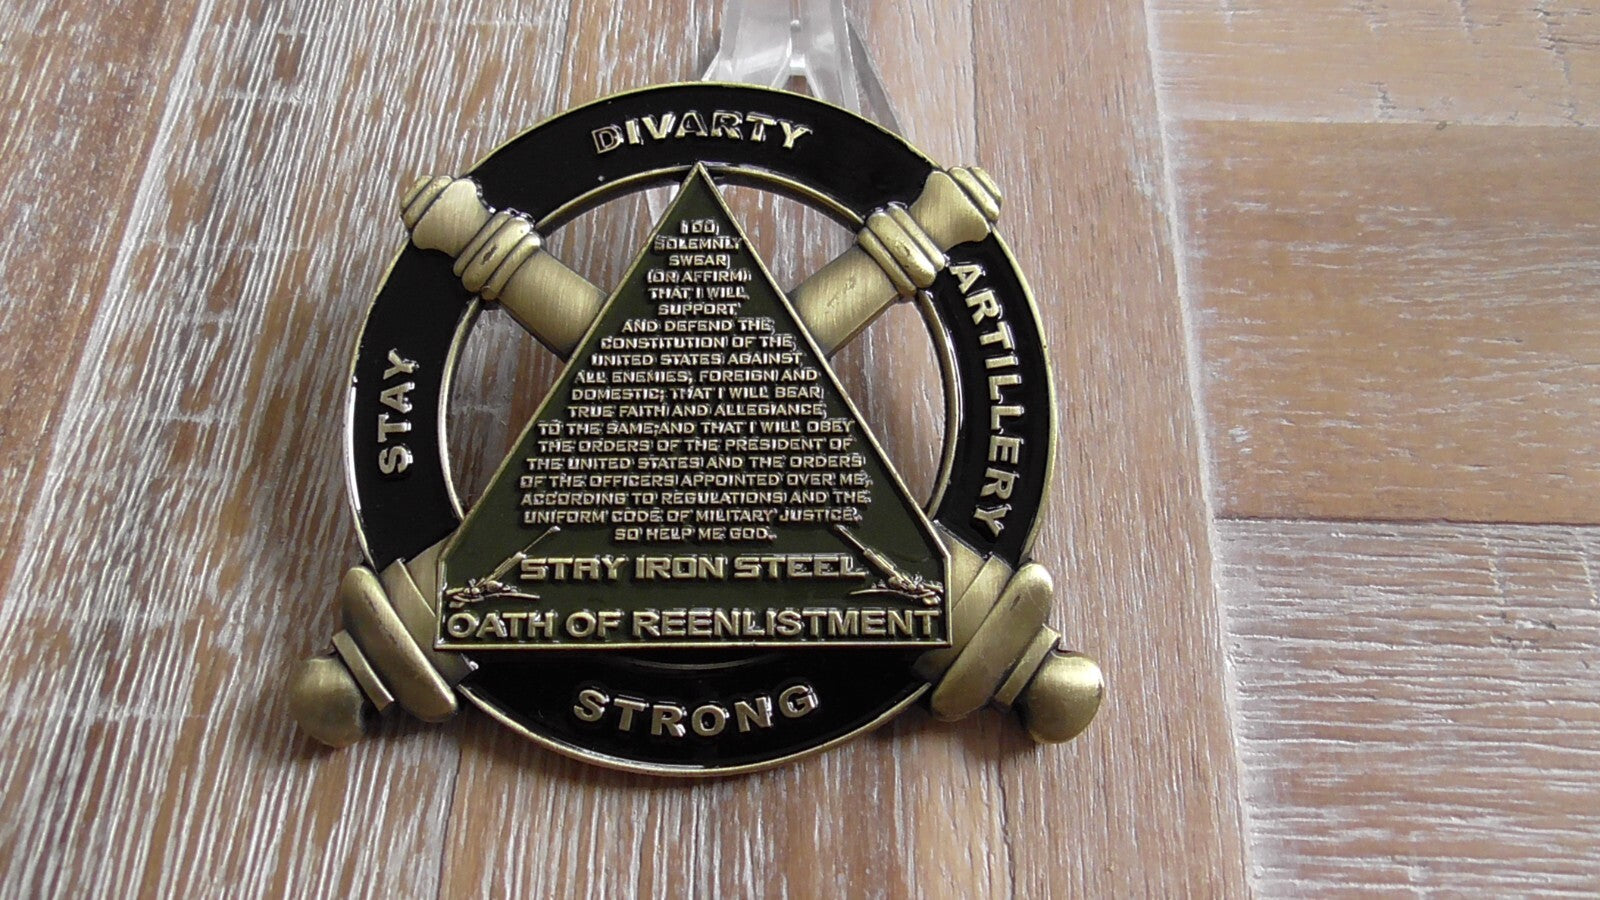 DIVARTY
STAY
ARTILLERY
I DO
SOLEMNLY
SWEAR
(OR AFFIRM)
THAT I WILL
SUPPORT
AND DEFEND THE
CONSTITUTION OF THE
UNITED STATES AGAINST
ALL ENEMIES, FOREIGN AND
DOMESTIC; THAT I WILL BEAR
TRUE FAITH AND ALLEGIANCE
TO THE SAME; AND THAT I WILL OBEY
THE ORDERS OF THE PRESIDENT OF
THE UNITED STATES AND THE ORDERS
OF THE OFFICERS APPOINTED OVER ME,
ACCORDING TO REGULATIONS AND THE
UNIFORM CODE OF MILITARY JUSTICE.
SO HELP ME GOD.
STAY IRON STEEL
OATH OF REENLISTMENT
STRONG